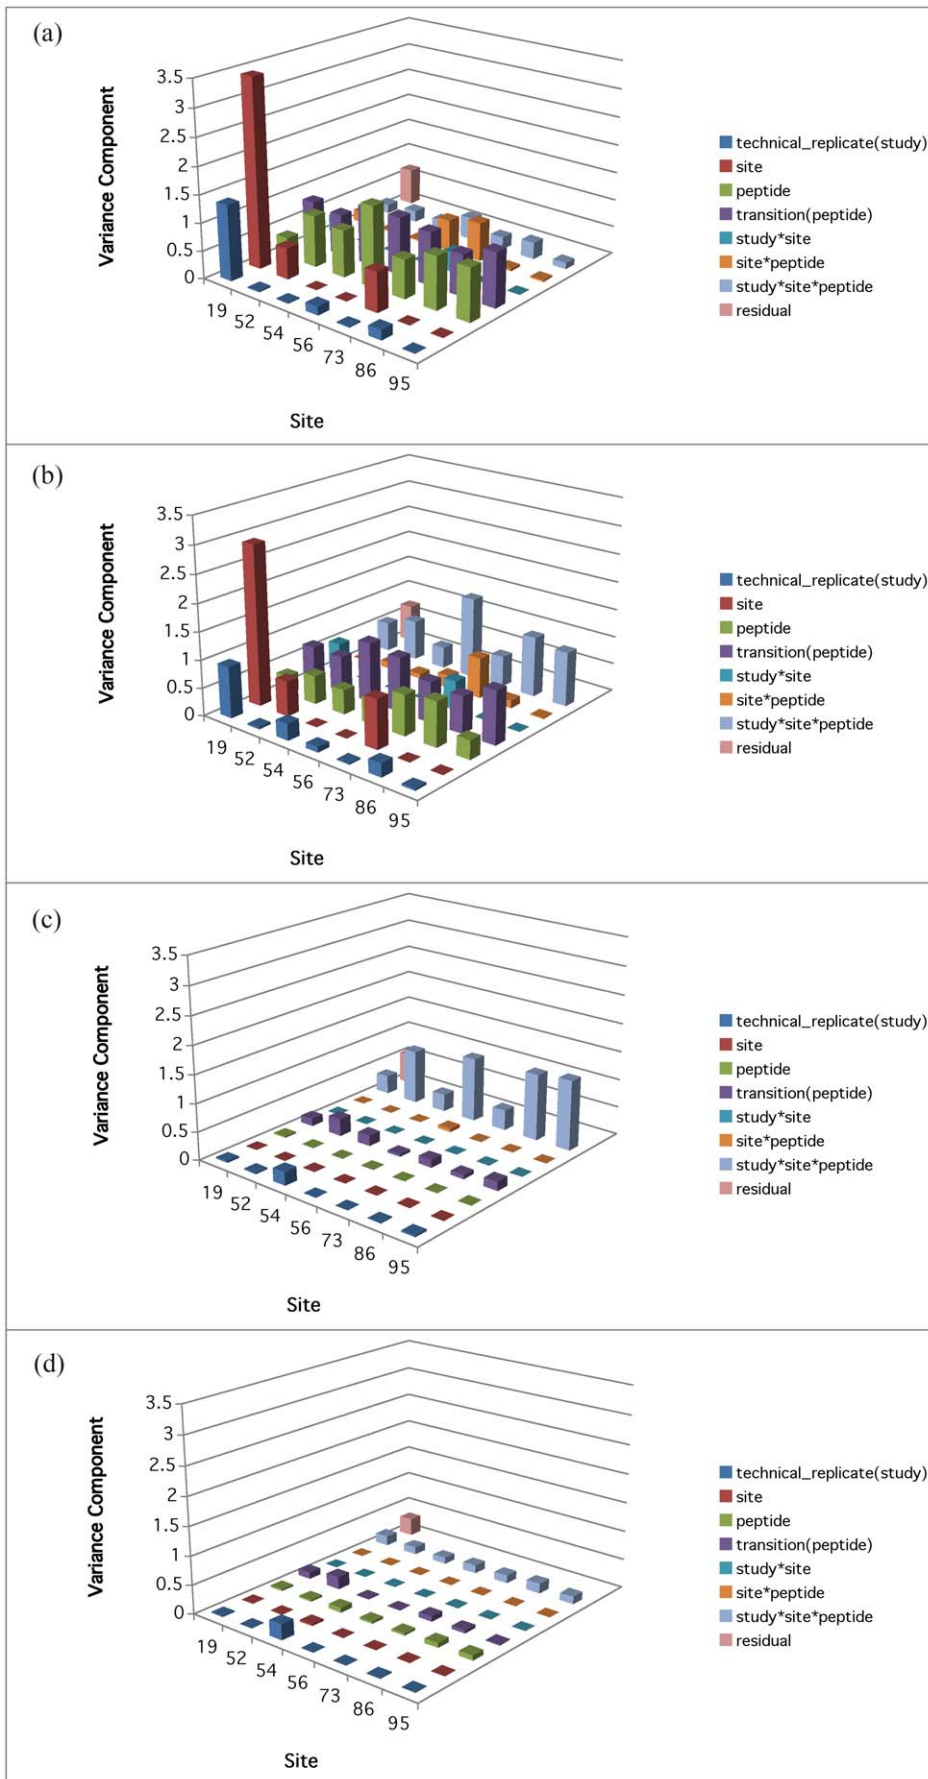 (a)
Variance Component
3.5
3
2.5
2
1.5
1
0.5
0
19
52
54
56
73
86
95
Site
technical_replicate(study)
site
peptide
transition(peptide)
study*site
site*peptide
study*site*peptide
residual
(b)
Variance Component
3.5
3
2.5
2
1.5
1
0.5
0
19
52
54
56
73
86
95
Site
technical_replicate(study)
site
peptide
transition(peptide)
study*site
site*peptide
study*site*peptide
residual
(c)
Variance Component
3.5
3
2.5
2
1.5
1
0.5
0
19
52
54
56
73
86
95
Site
technical_replicate(study)
site
peptide
transition(peptide)
study*site
site*peptide
study*site*peptide
residual
(d)
Variance Component
3.5
3
2.5
2
1.5
1
0.5
0
19
52
54
56
73
86
95
Site
technical_replicate(study)
site
peptide
transition(peptide)
study*site
site*peptide
study*site*peptide
residual